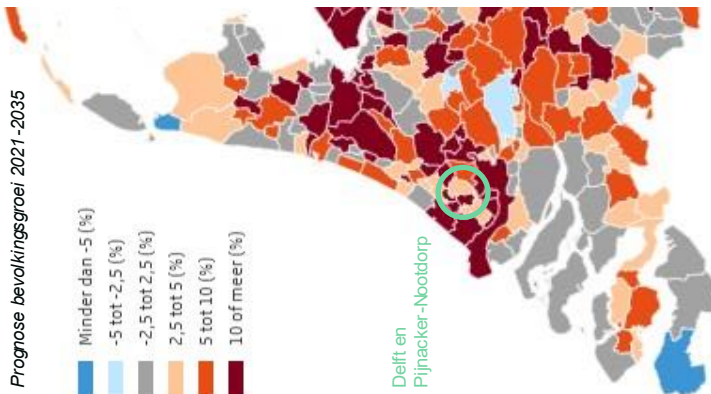 Prognose bevolkingsgroei 2021-2035
Minder dan -5 (%)
-5 tot -2,5 (%)
-2,5 tot 2,5 (%)
2,5 tot 5 (%)
5 tot 10 (%)
10 of meer (%)
Delft en
Pijnacker-Nootdorp